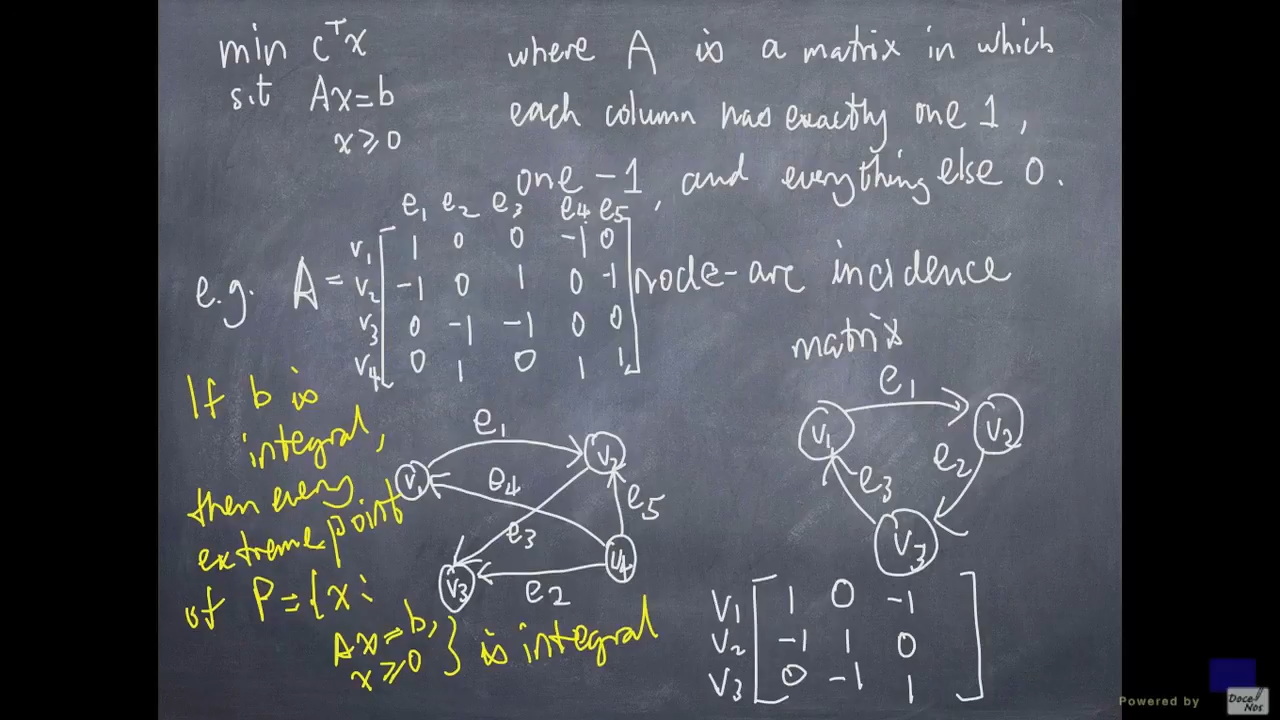 min cᵀx
s.t Ax=b
x≥0
where A is a matrix in which
each column has exactly one 1,
one -1, and everything else 0.
e₁ e₂ e₃ e₄ e₅
v₁ 1 0 0 -1 0
e.g. A = v₂ -1 0 1 0 -1
v₃ 0 -1 -1 0 0
v₄ 0 1 0 1 1
node-arc incidence
matrix
If b is
integral,
then every
extreme point
of P={x:
Ax=b,
x≥0} is integral
e₁
v₁ v₂
e₄
e₃ e₅
v₃ v₄
e₂
e₁
v₁ v₂
e₃ e₂
v₃
v₁ 1 0 -1
v₂ -1 1 0
v₃ 0 -1 1
Powered by
Doce
Nos